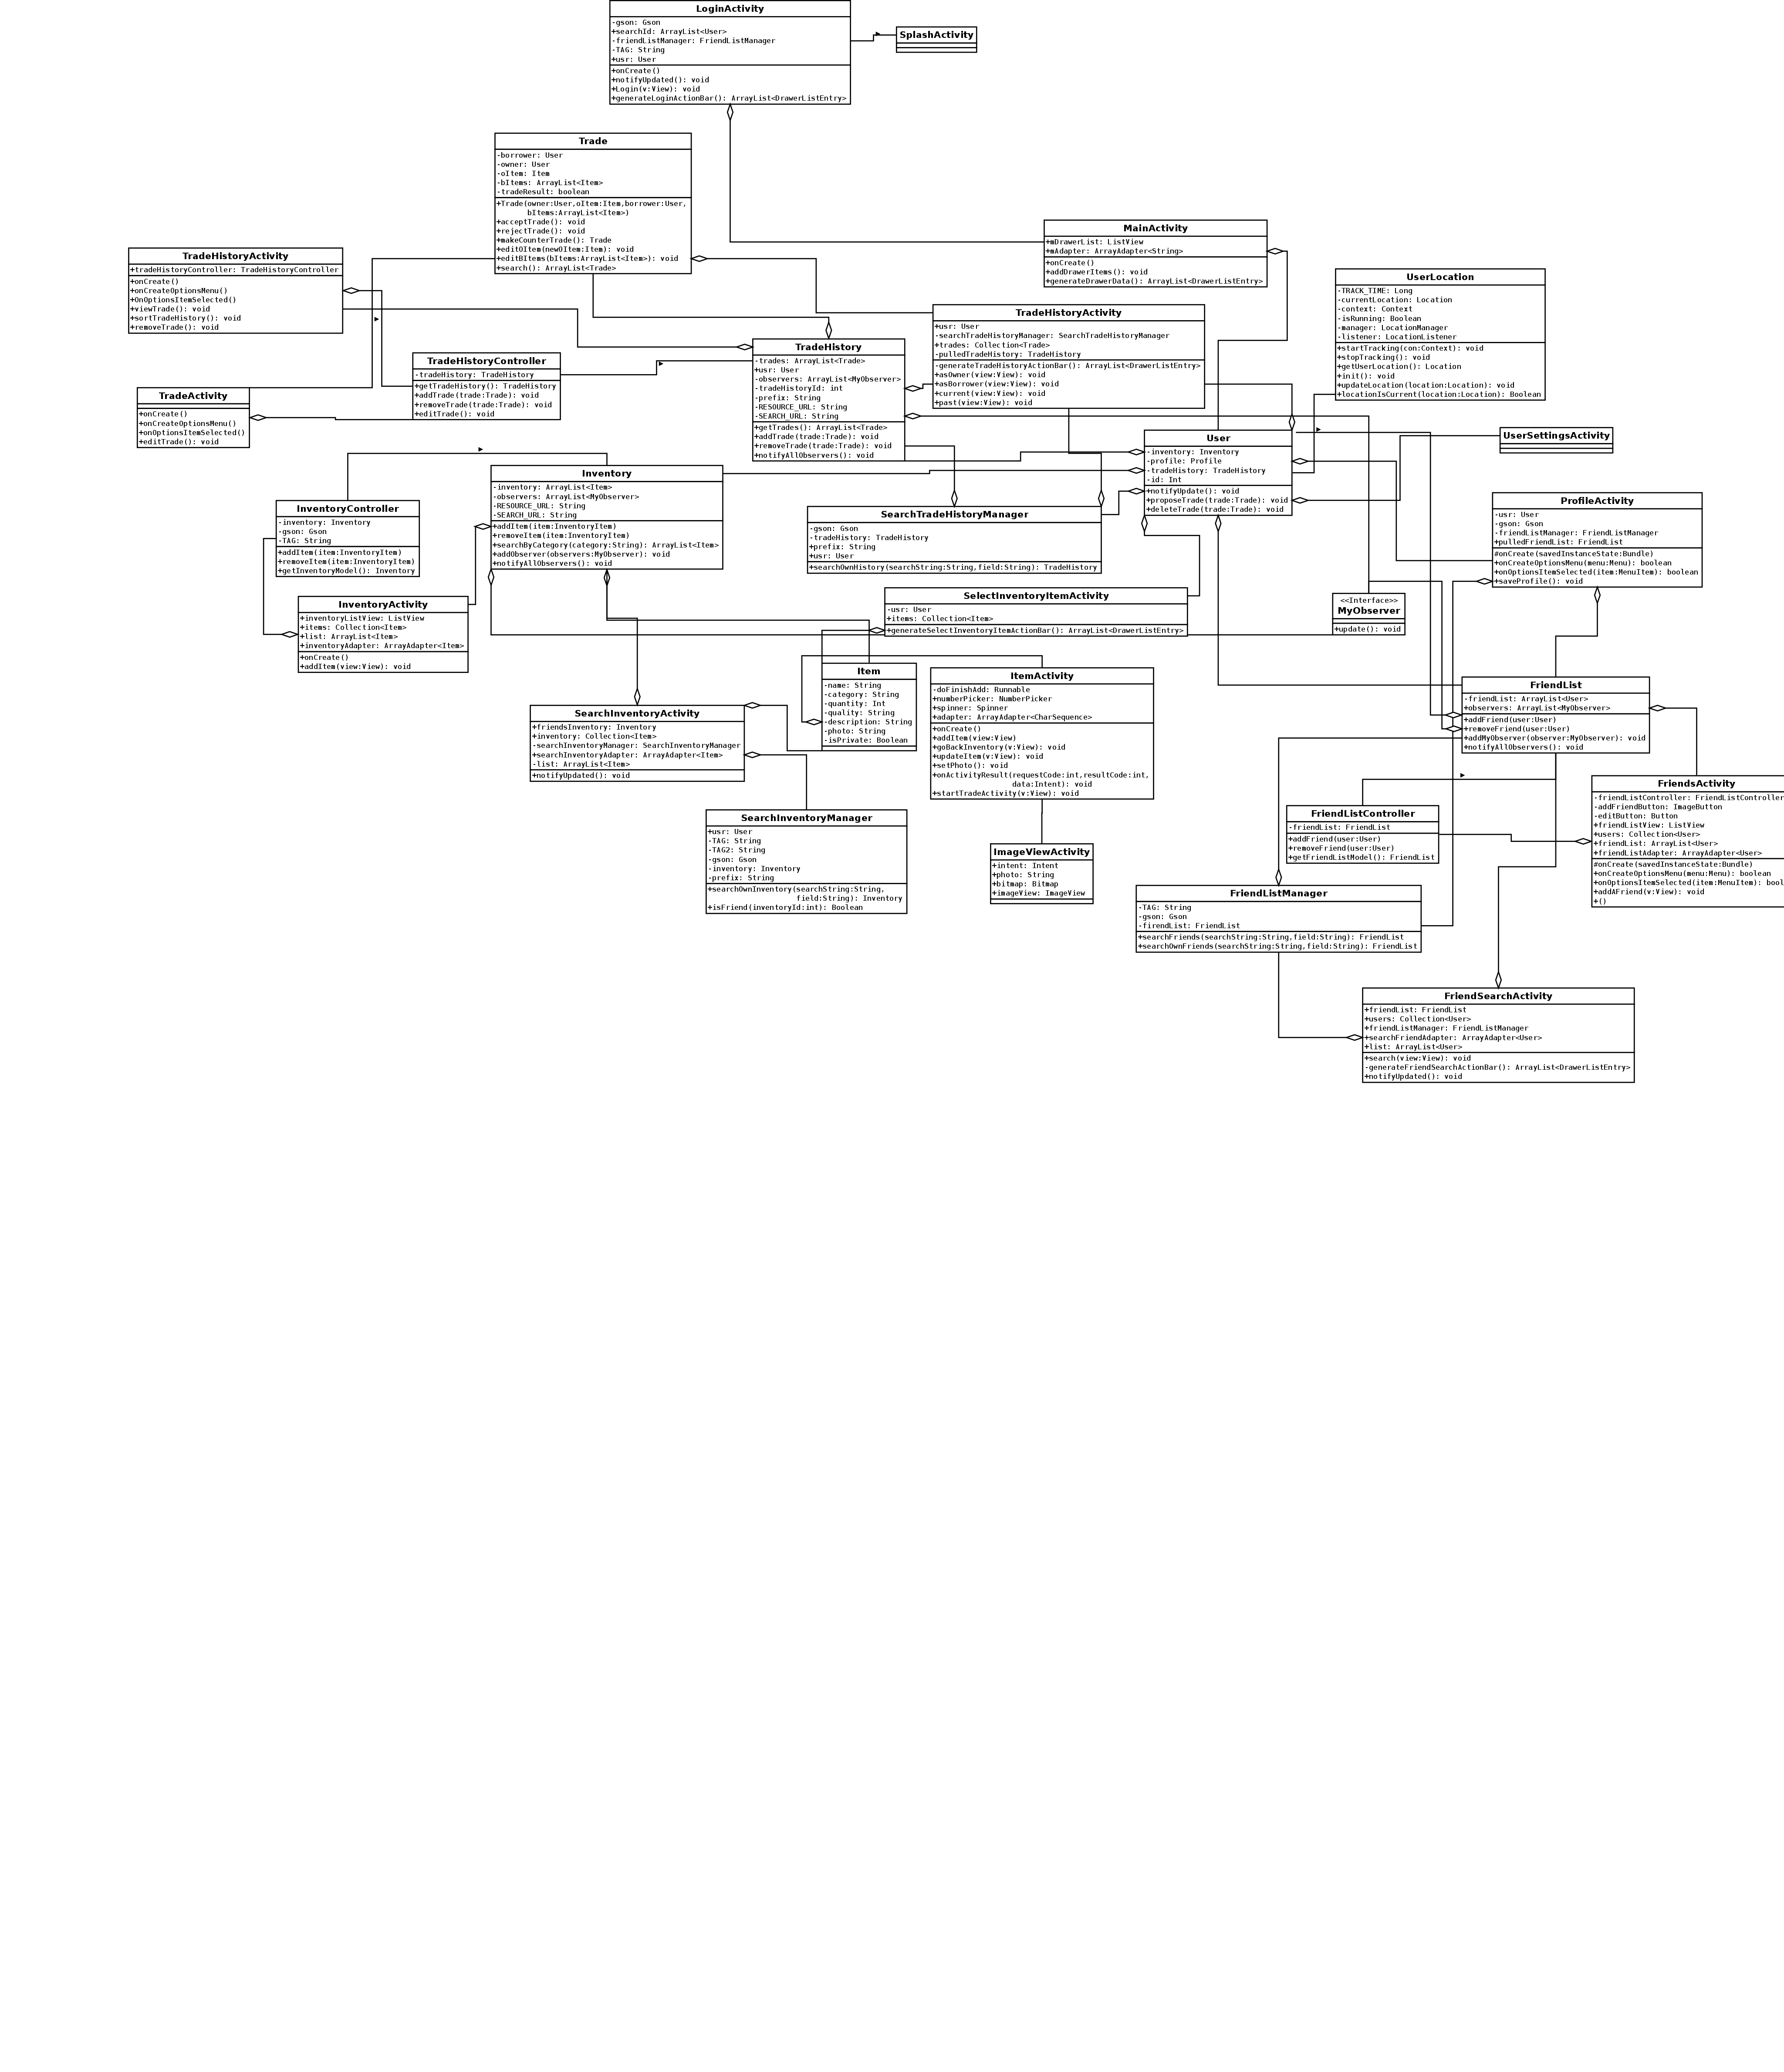 LoginActivity
-gson: Gson
+searchId: ArrayList<User>
-friendListManager: FriendListManager
-TAG: String
+usr: User
+onCreate()
+notifyUpdated(): void
+Login(v:View): void
+generateLoginActionBar(): ArrayList<DrawerListEntry>
SplashActivity
Trade
-borrower: User
-owner: User
-oItem: Item
-bItems: ArrayList<Item>
-tradeResult: boolean
+Trade(owner:User,oItem:Item,borrower:User,
bItems:ArrayList<Item>)
+acceptTrade(): void
+rejectTrade(): void
+makeCounterTrade(): Trade
+editOItem(newOItem:Item): void
+editBItems(bItems:ArrayList<Item>): void
+search(): ArrayList<Trade>
MainActivity
+mDrawerList: ListView
+mAdapter: ArrayAdapter<String>
+onCreate()
+addDrawerItems(): void
+generateDrawerData(): ArrayList<DrawerListEntry>
TradeHistoryActivity
+tradeHistoryController: TradeHistoryController
+onCreate()
+onCreateOptionsMenu()
+OnOptionsItemSelected()
+viewTrade(): void
+sortTradeHistory(): void
+removeTrade(): void
UserLocation
-TRACK_TIME: Long
-currentLocation: Location
-context: Context
-isRunning: Boolean
-manager: LocationManager
-listener: LocationListener
+startTracking(con:Context): void
+stopTracking(): void
+getUserLocation(): Location
+init(): void
+updateLocation(location:Location): void
+locationIsCurrent(location:Location): Boolean
TradeHistoryActivity
+usr: User
-searchTradeHistoryManager: SearchTradeHistoryManager
+trades: Collection<Trade>
-pulledTradeHistory: TradeHistory
-generateTradeHistoryActionBar(): ArrayList<DrawerListEntry>
+asOwner(view:View): void
+asBorrower(view:View): void
+current(view:View): void
+past(view:View): void
TradeHistory
-trades: ArrayList<Trade>
+usr: User
-observers: ArrayList<MyObserver>
-tradeHistoryId: int
-prefix: String
-RESOURCE_URL: String
-SEARCH_URL: String
+getTrades(): ArrayList<Trade>
+addTrade(trade:Trade): void
+removeTrade(trade:Trade): void
+notifyAllObservers(): void
TradeHistoryController
-tradeHistory: TradeHistory
+getTradeHistory(): TradeHistory
+addTrade(trade:Trade): void
+removeTrade(trade:Trade): void
+editTrade(): void
TradeActivity
+onCreate()
+onCreateOptionsMenu()
+onOptionsItemSelected()
+editTrade(): void
User
-inventory: Inventory
-profile: Profile
-tradeHistory: TradeHistory
-id: Int
+notifyUpdate(): void
+proposeTrade(trade:Trade): void
+deleteTrade(trade:Trade): void
UserSettingsActivity
Inventory
-inventory: ArrayList<Item>
-observers: ArrayList<MyObserver>
-RESOURCE_URL: String
-SEARCH_URL: String
+addItem(item:InventoryItem)
+removeItem(item:InventoryItem)
+searchByCategory(category:String): ArrayList<Item>
+addObserver(observers:MyObserver): void
+notifyAllObservers(): void
ProfileActivity
-usr: User
-gson: Gson
-friendListManager: FriendListManager
+pulledFriendList: FriendList
#onCreate(savedInstanceState:Bundle)
+onCreateOptionsMenu(menu:Menu): boolean
+onOptionsItemSelected(item:MenuItem): boolean
+saveProfile(): void
InventoryController
-inventory: Inventory
-gson: Gson
-TAG: String
+addItem(item:InventoryItem)
+removeItem(item:InventoryItem)
+getInventoryModel(): Inventory
SearchTradeHistoryManager
-gson: Gson
-tradeHistory: TradeHistory
+prefix: String
+usr: User
+searchOwnHistory(searchString:String,field:String): TradeHistory
SelectInventoryItemActivity
-usr: User
+items: Collection<Item>
+generateSelectInventoryItemActionBar(): ArrayList<DrawerListEntry>
<<Interface>>
MyObserver
+update(): void
InventoryActivity
+inventoryListView: ListView
+items: Collection<Item>
+list: ArrayList<Item>
+inventoryAdapter: ArrayAdapter<Item>
+onCreate()
+addItem(view:View): void
Item
-name: String
-category: String
-quantity: Int
-quality: String
-description: String
-photo: String
-isPrivate: Boolean
ItemActivity
-doFinishAdd: Runnable
+numberPicker: NumberPicker
+spinner: Spinner
+adapter: ArrayAdapter<CharSequence>
+onCreate()
+addItem(view:View)
+goBackInventory(v:View): void
+updateItem(v:View): void
+setPhoto(): void
+onActivityResult(requestCode:int,resultCode:int,
data:Intent): void
+startTradeActivity(v:View): void
FriendList
-friendList: ArrayList<User>
+observers: ArrayList<MyObserver>
+addFriend(user:User)
+removeFriend(user:User)
+addMyObserver(observer:MyObserver): void
+notifyAllObservers(): void
SearchInventoryActivity
+friendsInventory: Inventory
+inventory: Collection<Item>
-searchInventoryManager: SearchInventoryManager
+searchInventoryAdapter: ArrayAdapter<Item>
-list: ArrayList<Item>
+notifyUpdated(): void
FriendsActivity
-friendListController: FriendListController
-addFriendButton: ImageButton
-editButton: Button
+friendListView: ListView
+users: Collection<User>
+friendList: ArrayList<User>
+friendListAdapter: ArrayAdapter<User>
#onCreate(savedInstanceState:Bundle)
+onCreateOptionsMenu(menu:Menu): boolean
+onOptionsItemSelected(item:MenuItem): bool
+addAFriend(v:View): void
+()
SearchInventoryManager
+usr: User
-TAG: String
-TAG2: String
-gson: Gson
-inventory: Inventory
-prefix: String
+searchOwnInventory(searchString:String,
field:String): Inventory
+isFriend(inventoryId:int): Boolean
FriendListController
-friendList: FriendList
+addFriend(user:User)
+removeFriend(user:User)
+getFriendListModel(): FriendList
ImageViewActivity
+intent: Intent
+photo: String
+bitmap: Bitmap
+imageView: ImageView
FriendListManager
-TAG: String
-gson: Gson
-firendList: FriendList
+searchFriends(searchString:String,field:String): FriendList
+searchOwnFriends(searchString:String,field:String): FriendList
FriendSearchActivity
+friendList: FriendList
+users: Collection<User>
+friendListManager: FriendListManager
+searchFriendAdapter: ArrayAdapter<User>
+list: ArrayList<User>
+search(view:View): void
-generateFriendSearchActionBar(): ArrayList<DrawerListEntry>
+notifyUpdated(): void